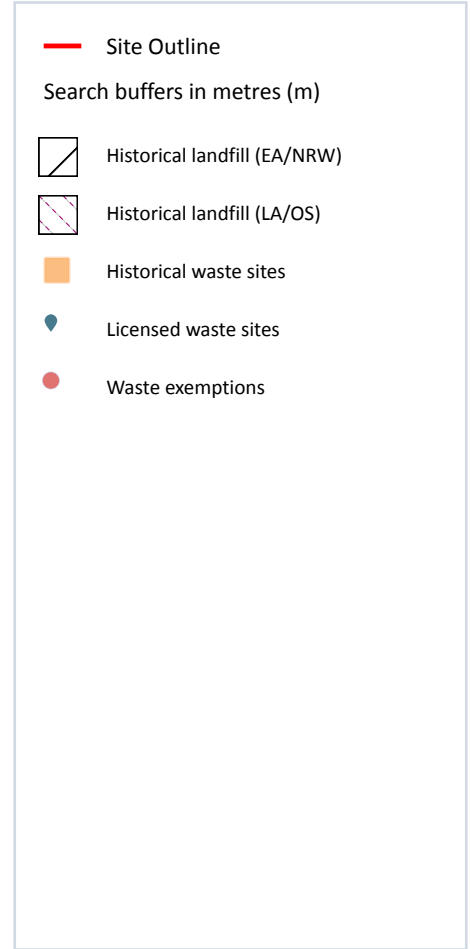 Site Outline
Search buffers in metres (m)
Historical landfill (EA/NRW)
Historical landfill (LA/OS)
Historical waste sites
Licensed waste sites
Waste exemptions